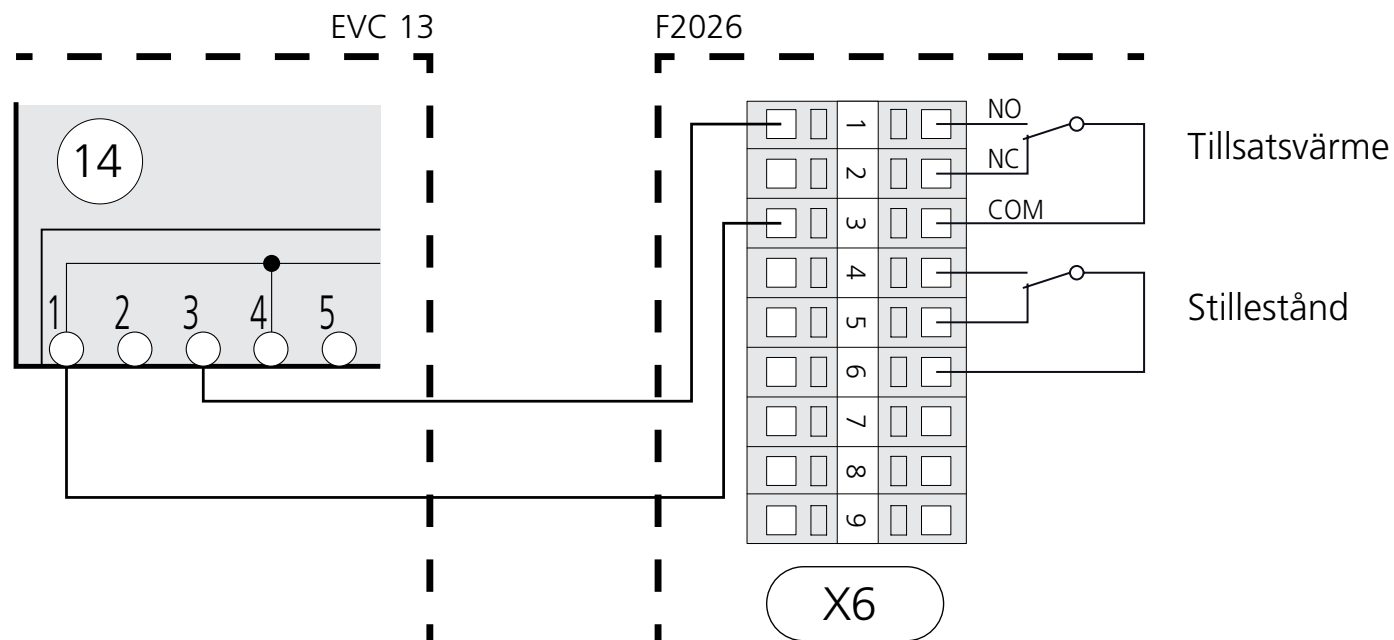 EVC 13
F2026
14
1 2 3 4 5
1
2
3
4
5
6
7
8
9
NO
NC
COM
Tillsatsvärme
Stillestånd
X6